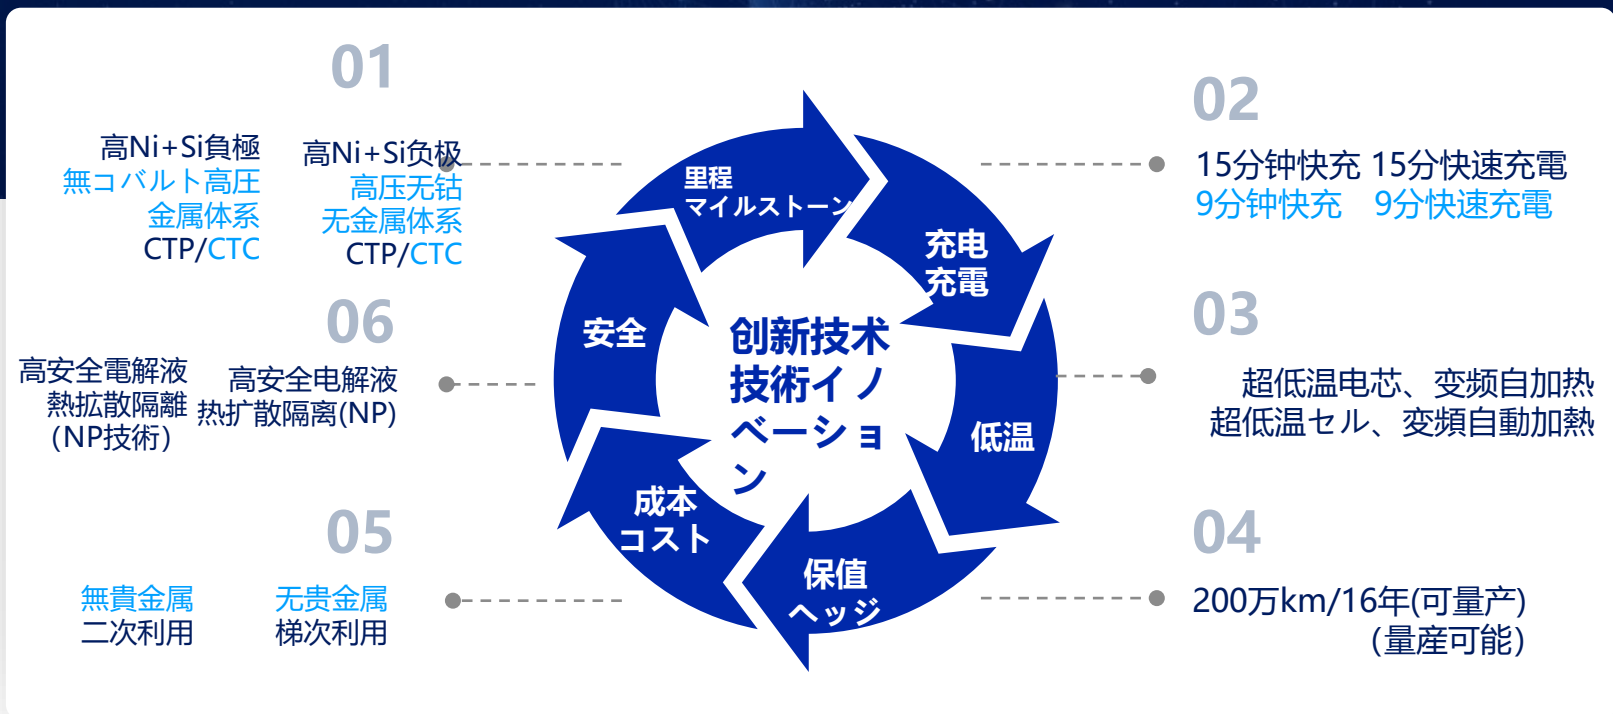 01
高Ni+Si負極
無コバルト高圧
金属体系
CTP/CTC
高Ni+Si负极
高压无钴
无金属体系
CTP/CTC
02
15分钟快充 15分快速充電
9分钟快充 9分快速充電
03
超低温电芯、变频自加热
超低温セル、変頻自動加熱
04
200万km/16年(可量产)
(量産可能)
05
無貴金属
二次利用
无贵金属
梯次利用
06
高安全電解液
熱拡散隔離
(NP技術)
高安全电解液
热扩散隔离(NP)
里程
マイルストーン
充电
充電
低温
保值
ヘッジ
成本
コスト
安全
创新技术
技術イノ
ベーショ
ン